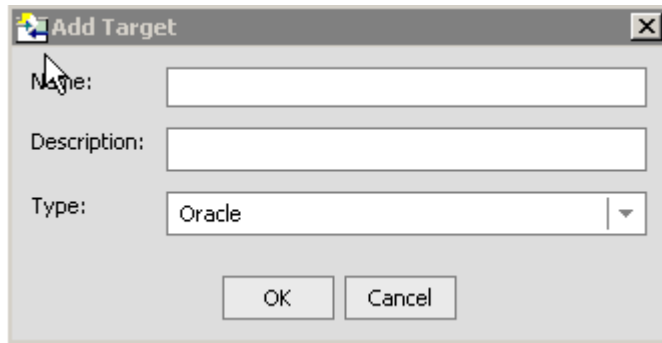 Add Target
Name:
Description:
Type:
Oracle
OK
Cancel